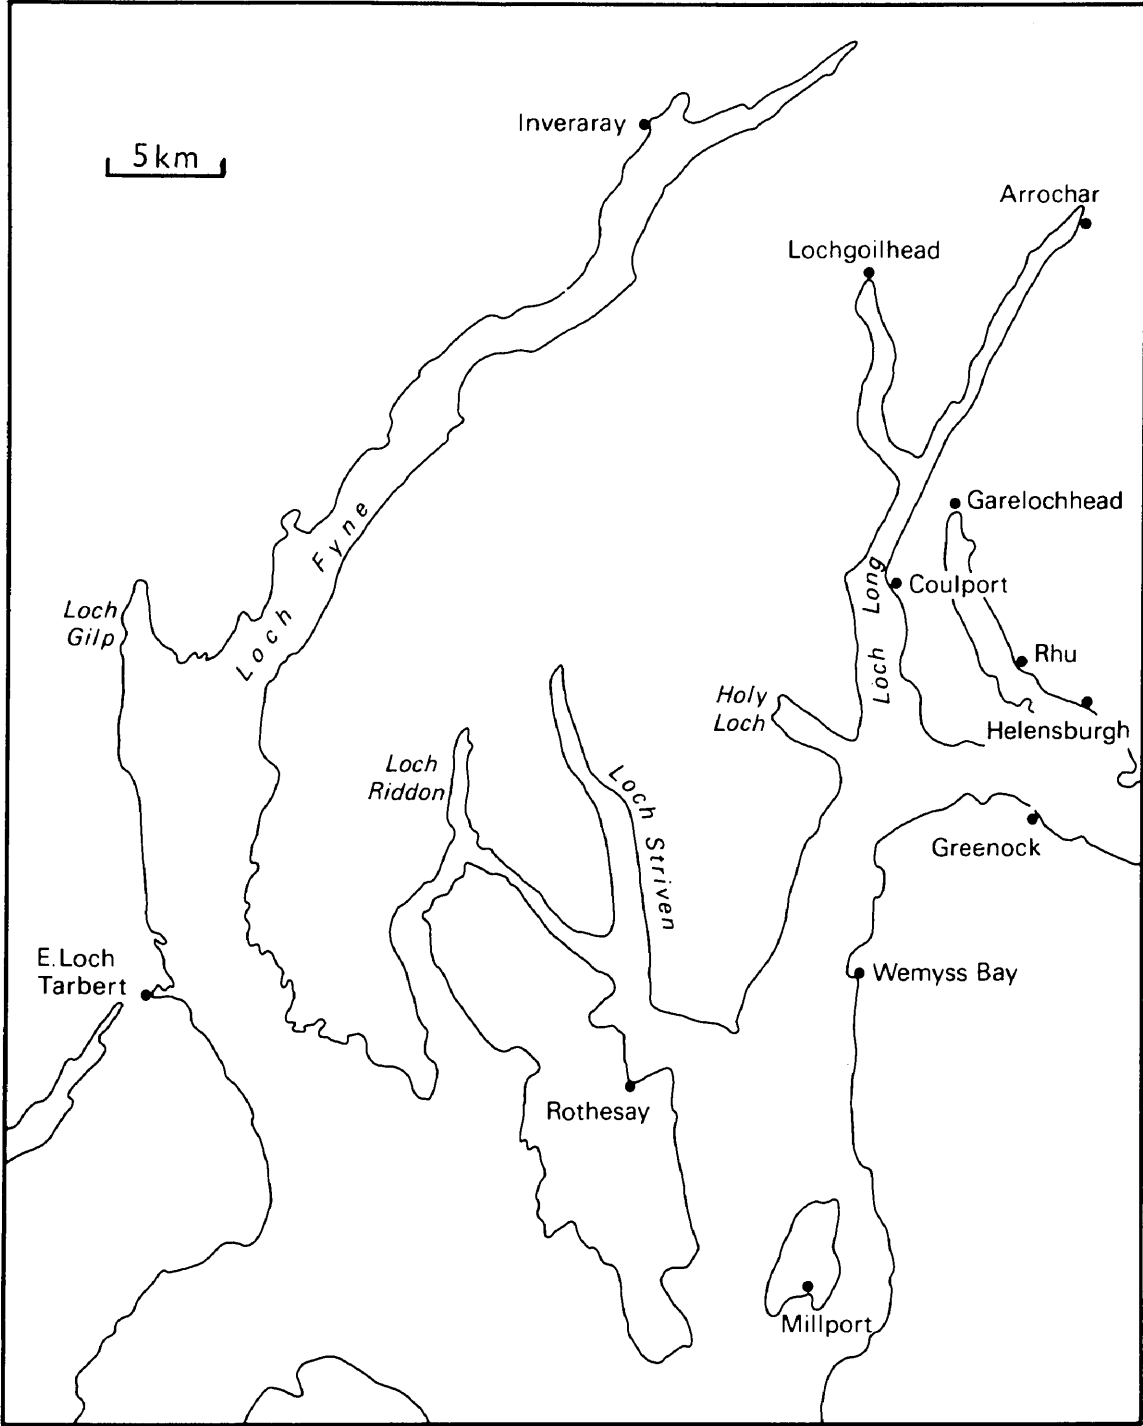 Inveraray
5km
Arrochar
Lochgoilhead
Garelochhead
Loch Fyne
Coulport
Loch
Gilp
Loch Long
Rhu
Holy
Loch
Helensburgh
Loch
Riddon
Loch Striven
Greenock
E. Loch
Tarbert
Wemyss Bay
Rothesay
Millport